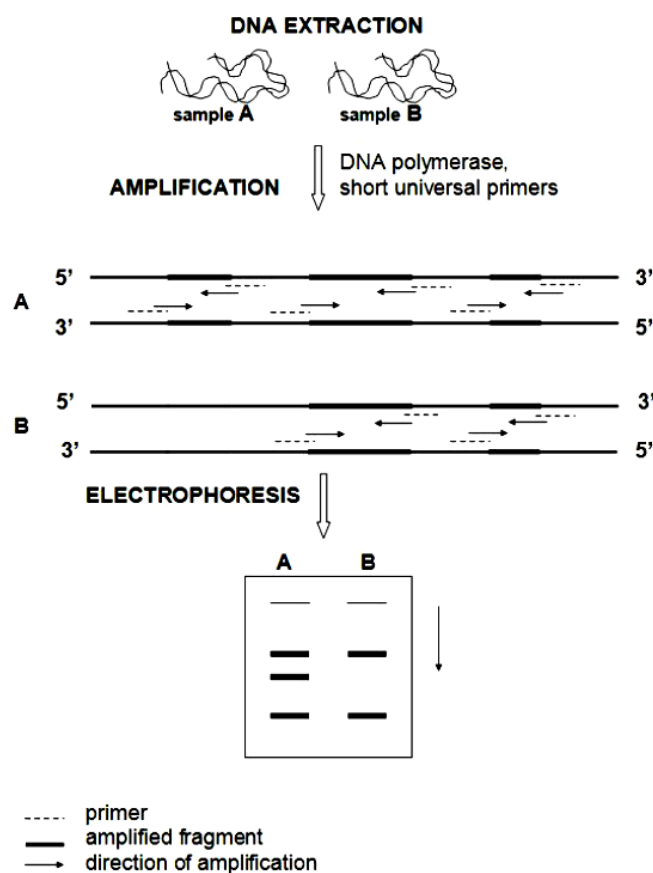 DNA EXTRACTION
sample A
sample B
AMPLIFICATION
DNA polymerase,
short universal primers
5’ 3’
A
3’ 5’
5’ 3’
B
3’ 5’
ELECTROPHORESIS
A B
primer
amplified fragment
direction of amplification